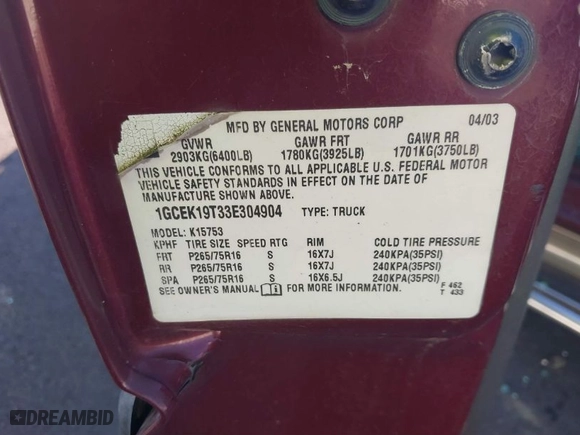 MFD BY GENERAL MOTORS CORP 04/03
GVWR GAWR FRT GAWR RR
2903KG(6400LB) 1780KG(3925LB) 1701KG(3750LB)
THIS VEHICLE CONFORMS TO ALL APPLICABLE U.S. FEDERAL MOTOR
VEHICLE SAFETY STANDARDS IN EFFECT ON THE DATE OF
MANUFACTURE SHOWN ABOVE.
1GCEK19T33E304904 TYPE: TRUCK
MODEL: K15753
KPHF TIRE SIZE SPEED RTG RIM COLD TIRE PRESSURE
FRT P265/75R16 S 16X7J 240KPA(35PSI)
RR P265/75R16 S 16X7J 240KPA(35PSI)
SPA P265/75R16 S 16X6.5J 240KPA(35PSI)
SEE OWNER'S MANUAL FOR MORE INFORMATION. F 462
T 433
DREAMBID